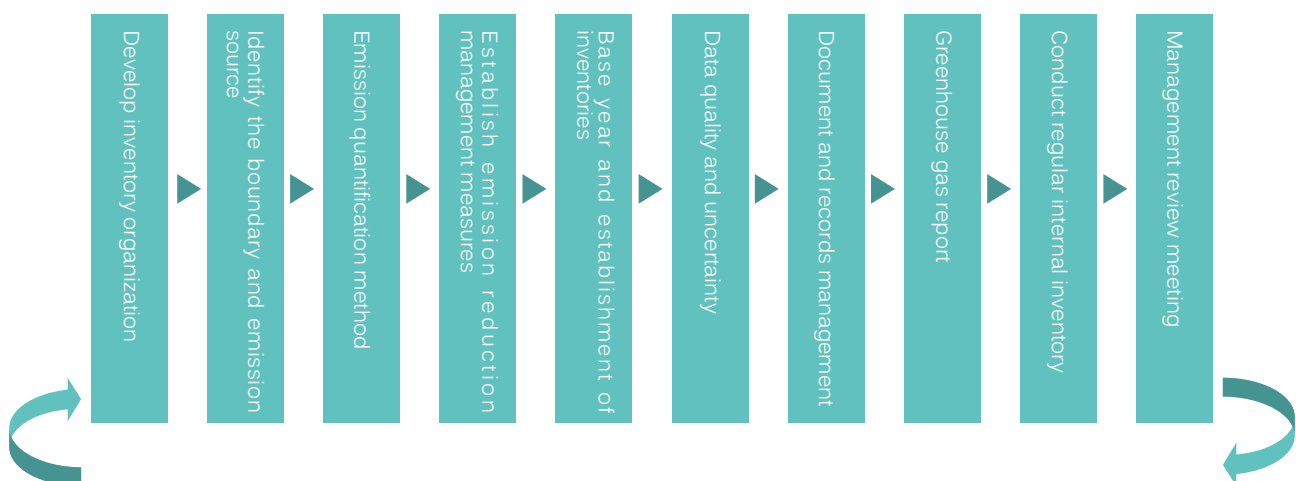 Develop inventory organization
Identify the boundary and emission
source
Emission quantification method
Establish emission reduction
management measures
Base year and establishment of
inventories
Data quality and uncertainty
Document and records management
Greenhouse gas report
Conduct regular internal inventory
Management review meeting